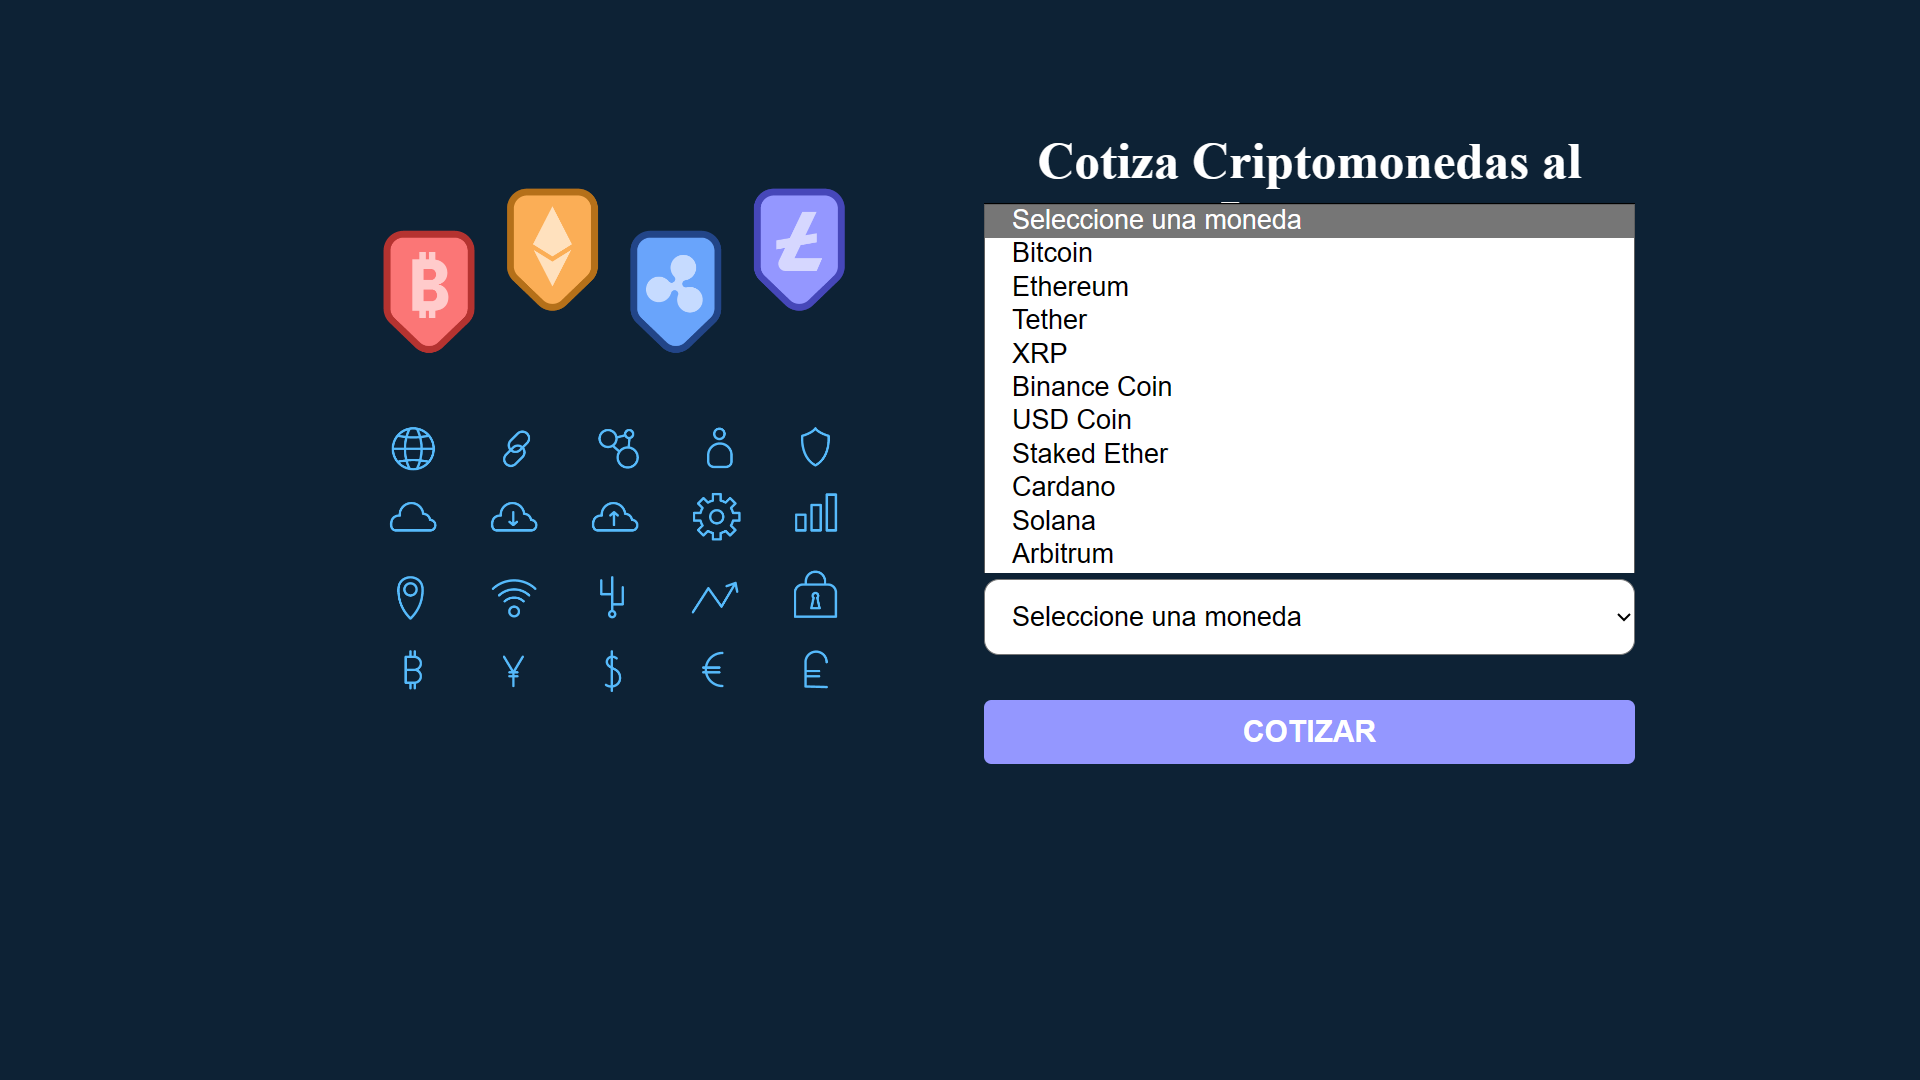 Cotiza Criptomonedas al
Seleccione una moneda
Bitcoin
Ethereum
Tether
XRP
Binance Coin
USD Coin
Staked Ether
Cardano
Solana
Arbitrum
Seleccione una moneda
COTIZAR